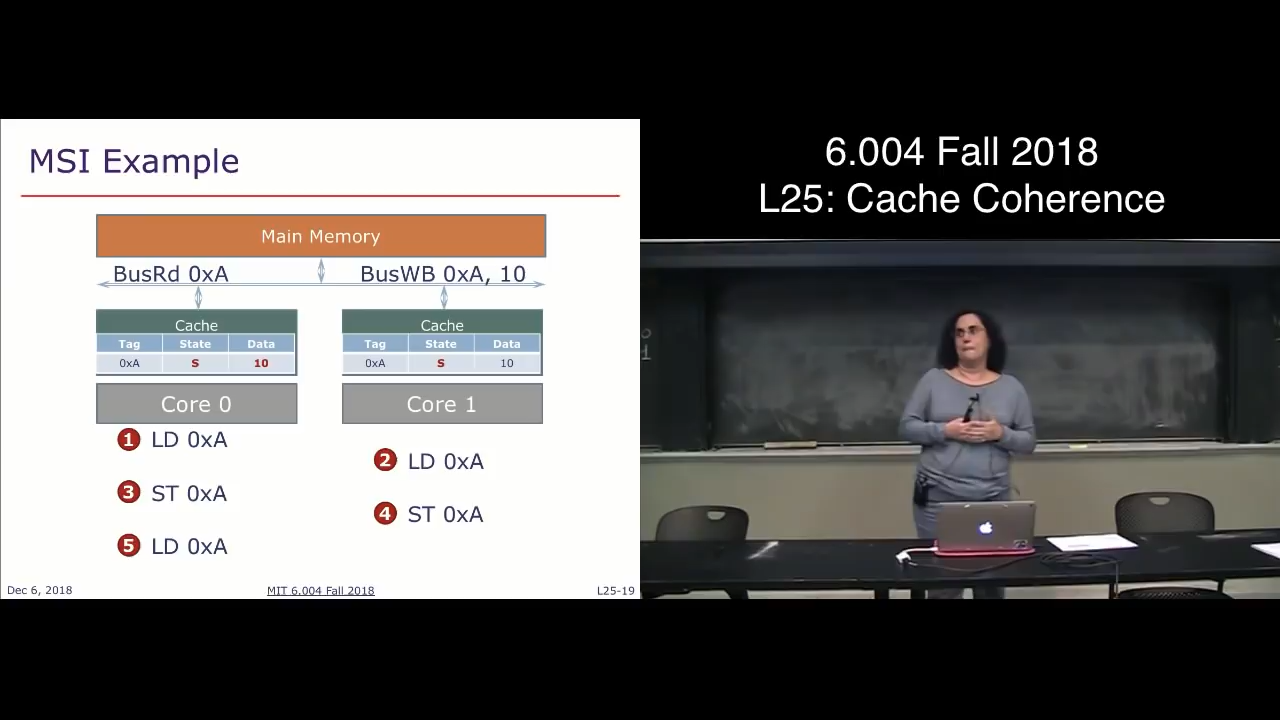 MSI Example
Main Memory
BusRd 0xA
BusWB 0xA, 10
Cache
Tag State Data
0xA S 10
Core 0
Cache
Tag State Data
0xA S 10
Core 1
1 LD 0xA
2 LD 0xA
3 ST 0xA
4 ST 0xA
5 LD 0xA
Dec 6, 2018
MIT 6.004 Fall 2018
L25-19
6.004 Fall 2018
L25: Cache Coherence